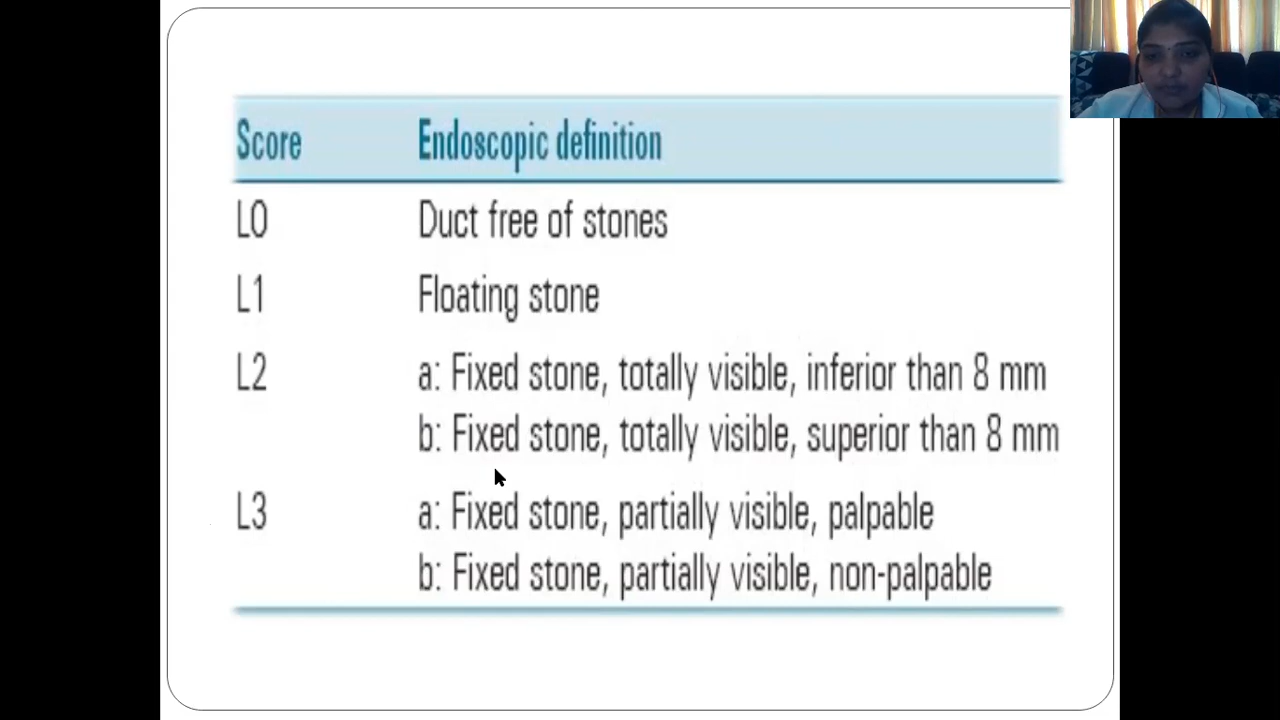 Score Endoscopic definition
L0 Duct free of stones
L1 Floating stone
L2 a: Fixed stone, totally visible, inferior than 8 mm
b: Fixed stone, totally visible, superior than 8 mm
L3 a: Fixed stone, partially visible, palpable
b: Fixed stone, partially visible, non-palpable